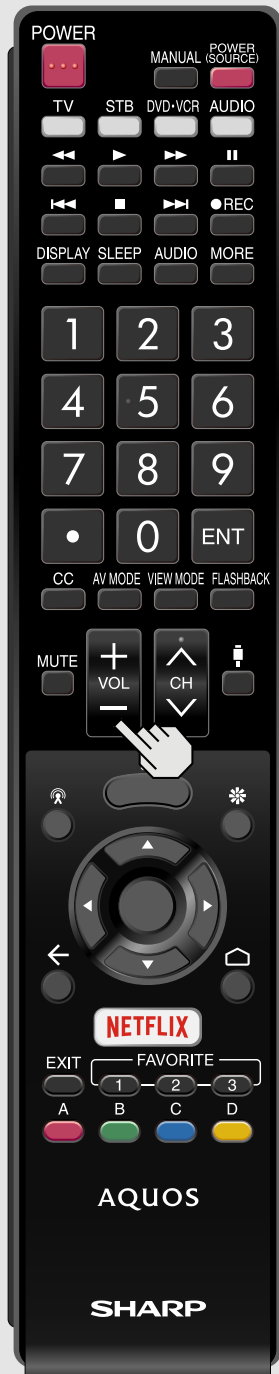 POWER
MANUAL POWER (SOURCE)
TV STB DVD•VCR AUDIO
●REC
DISPLAY SLEEP AUDIO MORE
1 2 3
4 5 6
7 8 9
• 0 ENT
CC AV MODE VIEW MODE FLASHBACK
MUTE + VOL − CH
NETFLIX
EXIT FAVORITE
1 2 3
A B C D
AQUOS
SHARP